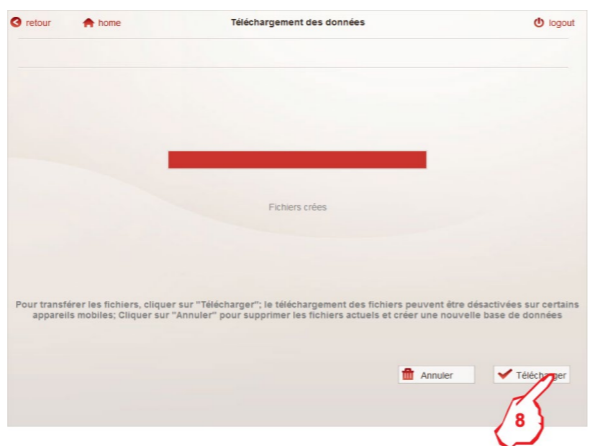 retour home Téléchargement des données logout
Fichiers crées
Pour transférer les fichiers, cliquer sur "Télécharger"; le téléchargement des fichiers peuvent être désactivées sur certains
appareils mobiles; Cliquer sur "Annuler" pour supprimer les fichiers actuels et créer une nouvelle base de données
Annuler Télécharger
8